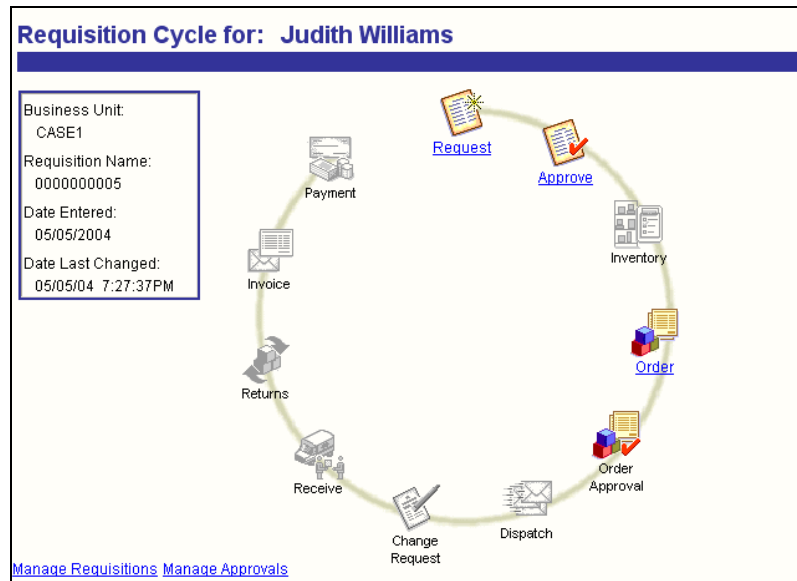 Requisition Cycle for: Judith Williams
Business Unit:
CASE1
Requisition Name:
0000000005
Date Entered:
05/05/2004
Date Last Changed:
05/05/04 7:27:37PM
Request
Approve
Inventory
Order
Order
Approval
Dispatch
Change
Request
Receive
Returns
Invoice
Payment
Manage Requisitions Manage Approvals